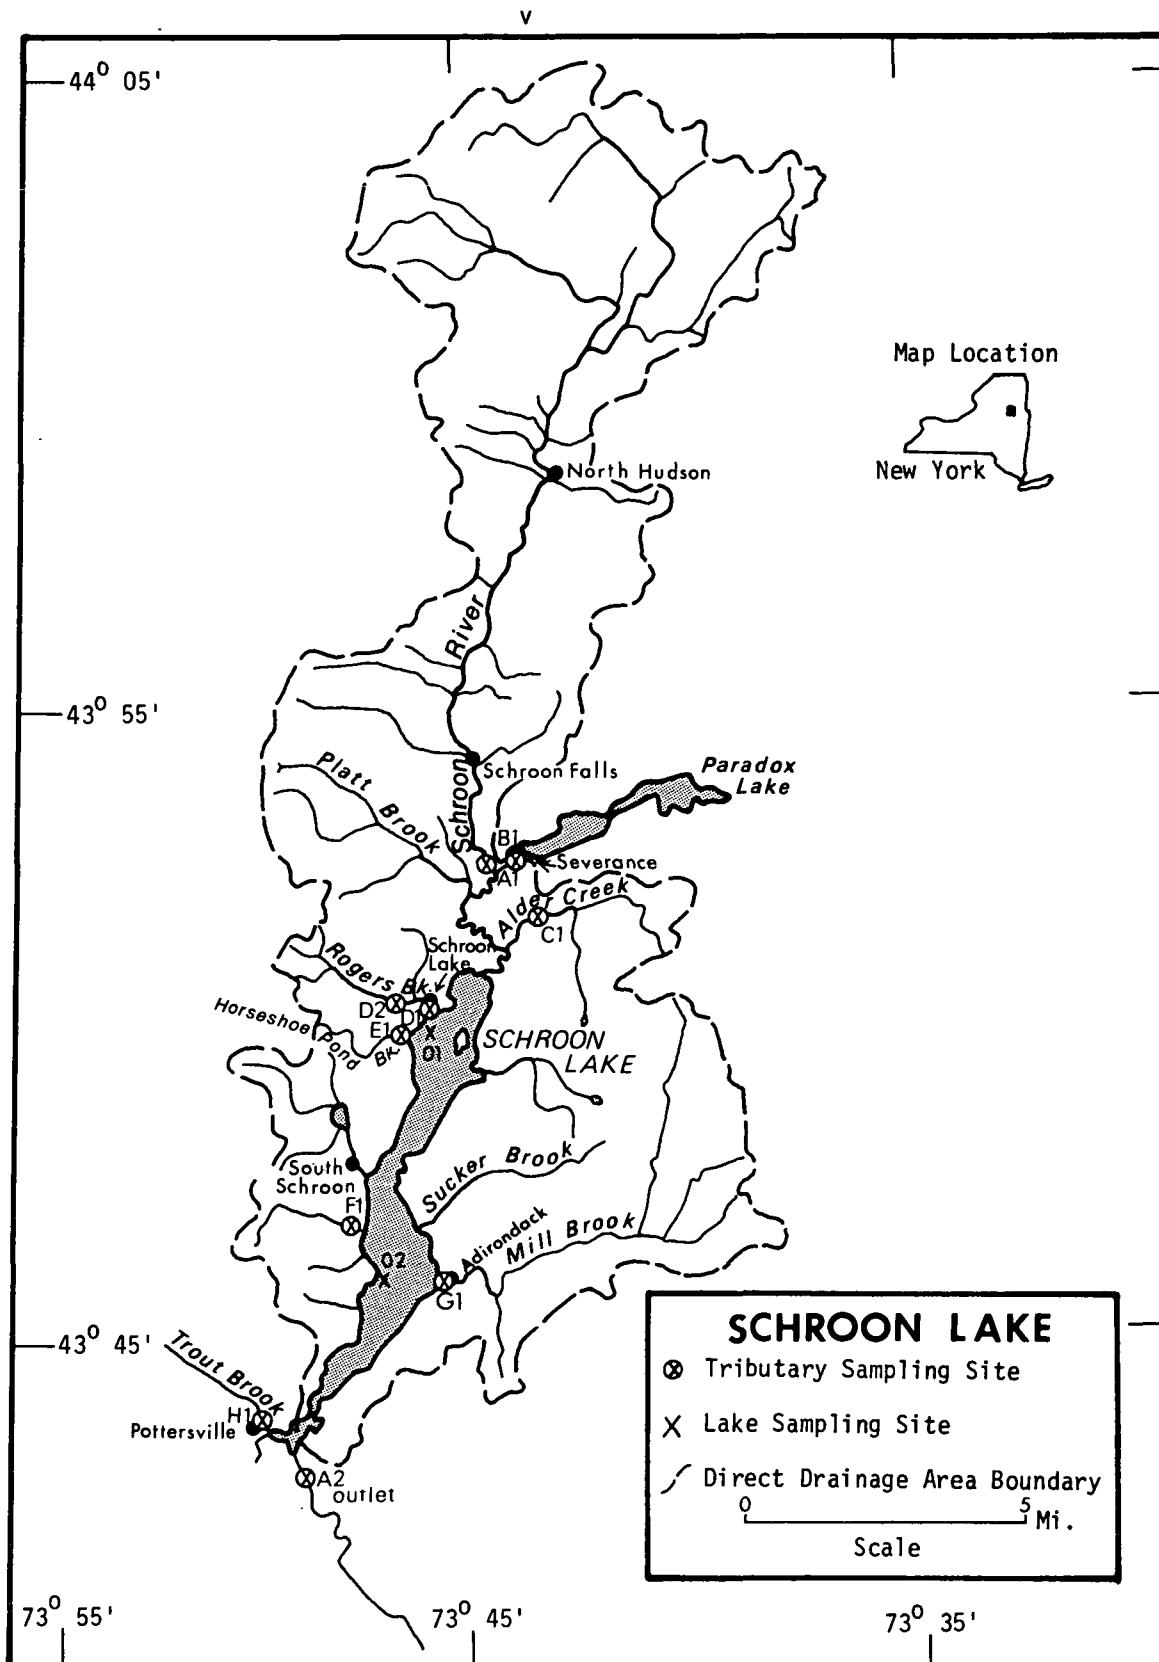 v
44° 05'
Map Location
New York
North Hudson
River
43° 55'
Schroon Falls
Schroon
Platt Brook
Paradox
Lake
B1
A1
Severance
Alder Creek
C1
Schroon
Lake
Rogers Bk.
D2
D1
E1
Horseshoe Pond
Bk.
01
SCHROON
LAKE
South
Schroon
Sucker Brook
F1
02
Adirondack
Mill Brook
G1
43° 45'
Trout Brook
H1
Pottersville
A2
outlet
SCHROON LAKE
Tributary Sampling Site
X Lake Sampling Site
Direct Drainage Area Boundary
0 5
Mi.
Scale
73° 55' 73° 45' 73° 35'